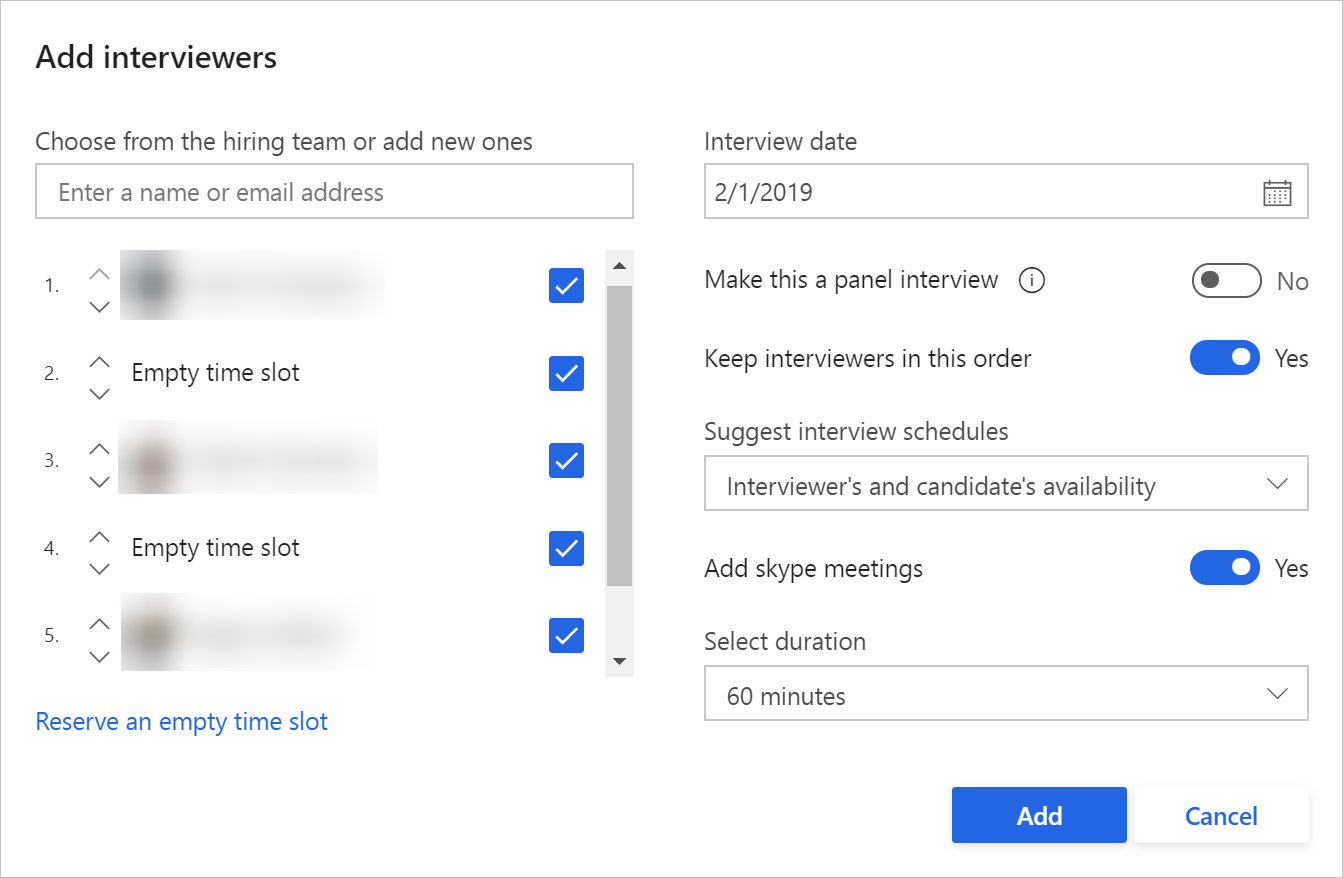 Add interviewers
Choose from the hiring team or add new ones
Enter a name or email address
1.
2. Empty time slot
3.
4. Empty time slot
5.
Reserve an empty time slot
Interview date
2/1/2019
Make this a panel interview No
Keep interviewers in this order Yes
Suggest interview schedules
Interviewer's and candidate's availability
Add skype meetings Yes
Select duration
60 minutes
Add Cancel